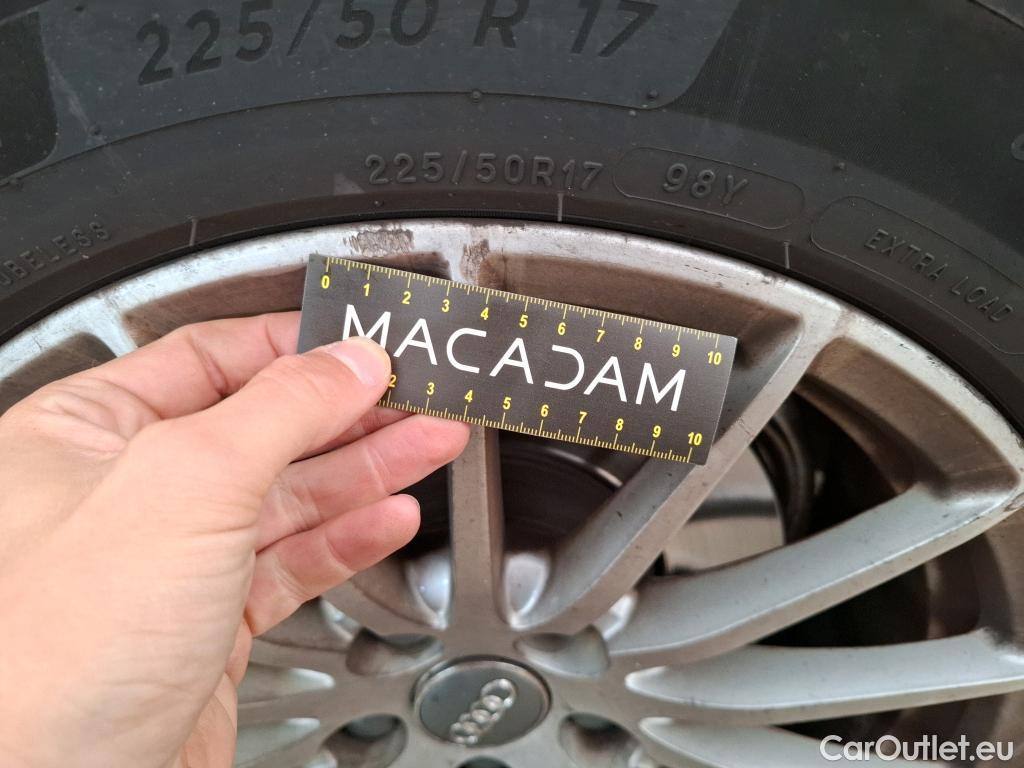 225/50 R 17
225/50R17 98Y
EXTRA LOAD
UBELESS
0 1 2 3 4 5 6 7 8 9 10
MACADAM
2 3 4 5 6 7 8 9 10
CarOutlet.eu